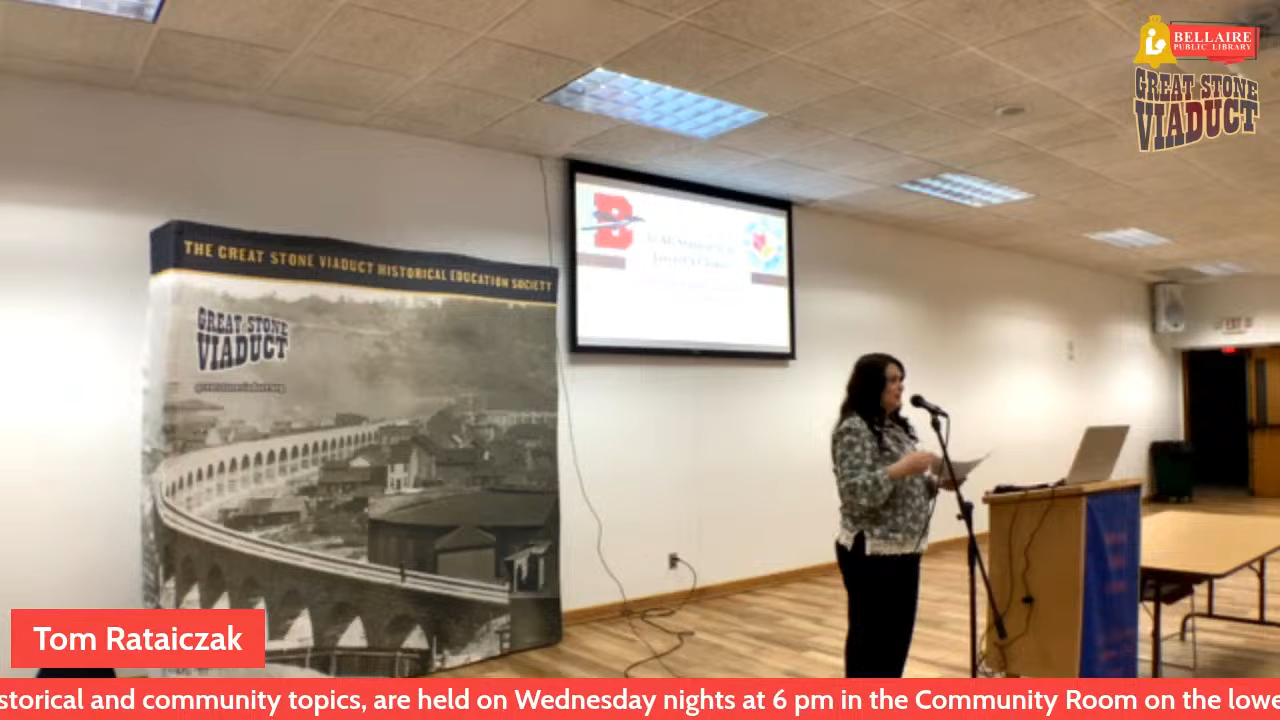 BELLAIRE
PUBLIC LIBRARY
GREAT STONE
VIADUCT
THE GREAT STONE VIADUCT HISTORICAL EDUCATION SOCIETY
GREAT STONE
VIADUCT
B
EXIT
Tom Rataiczak
storical and community topics, are held on Wednesday nights at 6 pm in the Community Room on the lowe